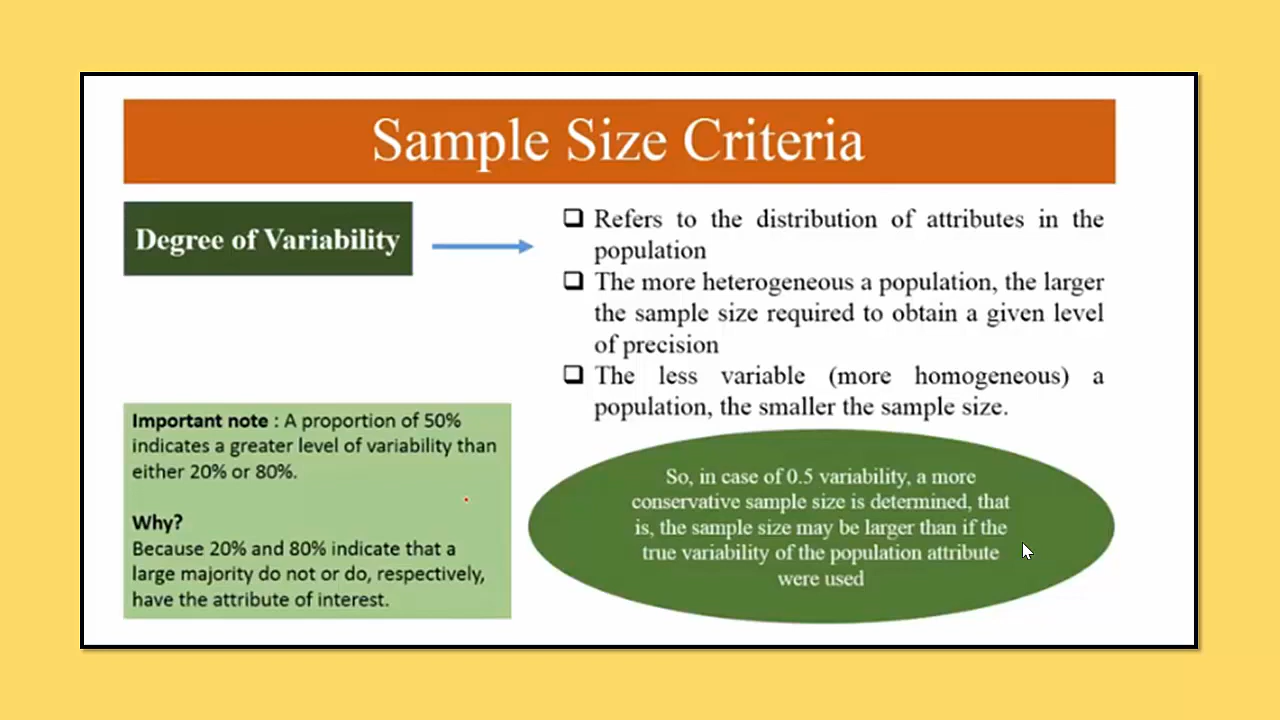 Sample Size Criteria
Degree of Variability
❑ Refers to the distribution of attributes in the
population
❑ The more heterogeneous a population, the larger
the sample size required to obtain a given level
of precision
❑ The less variable (more homogeneous) a
population, the smaller the sample size.
Important note : A proportion of 50%
indicates a greater level of variability than
either 20% or 80%.
Why?
Because 20% and 80% indicate that a
large majority do not or do, respectively,
have the attribute of interest.
So, in case of 0.5 variability, a more
conservative sample size is determined, that
is, the sample size may be larger than if the
true variability of the population attribute
were used